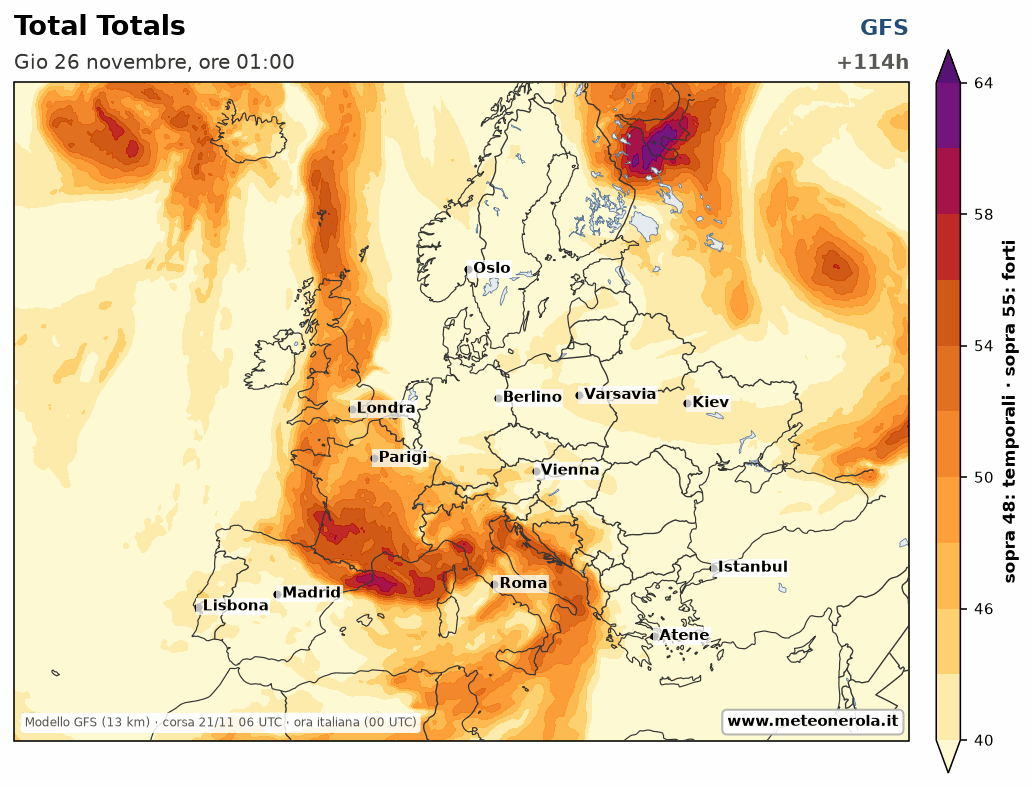 Total Totals
GFS
Gio 26 novembre, ore 01:00
+114h
64
58
54
50
46
40
sopra 48: temporali · sopra 55: forti
Oslo
Berlino
Varsavia
Kiev
Londra
Parigi
Vienna
Istanbul
Roma
Madrid
Lisbona
Atene
Modello GFS (13 km) · corsa 21/11 06 UTC · ora italiana (00 UTC)
www.meteonerola.it